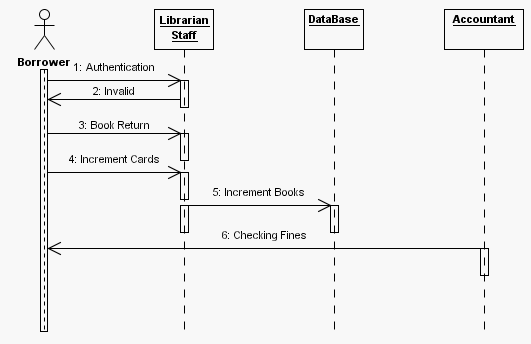 Librarian
Staff
DataBase
Accountant
Borrower
1: Authentication
2: Invalid
3: Book Return
4: Increment Cards
5: Increment Books
6: Checking Fines